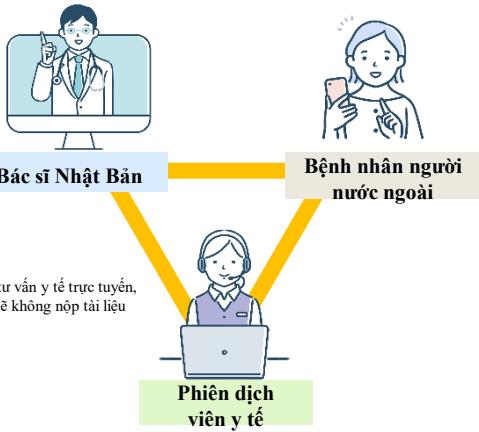 Bác sĩ Nhật Bản
Bệnh nhân người
nước ngoài
tư vấn y tế trực tuyến,
không nộp tài liệu
Phiên dịch
viên y tế